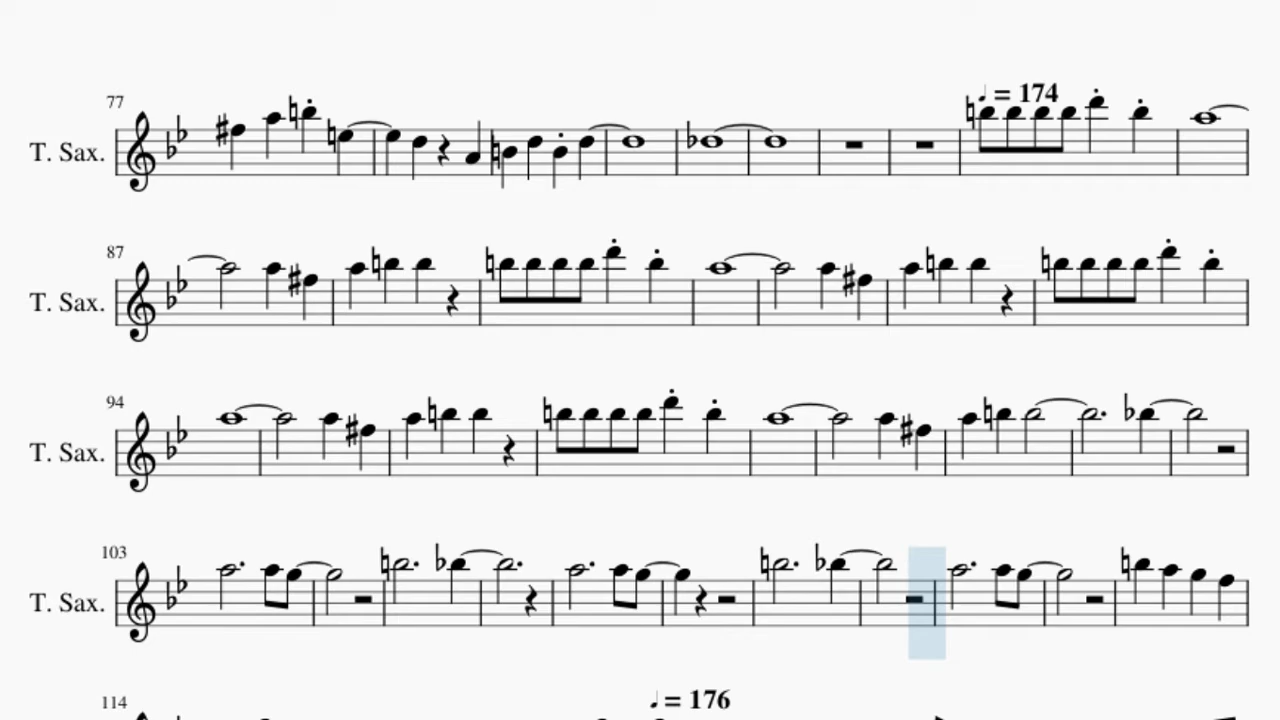 77
♩ = 174
T. Sax.
87
T. Sax.
94
T. Sax.
103
T. Sax.
114
♩ = 176